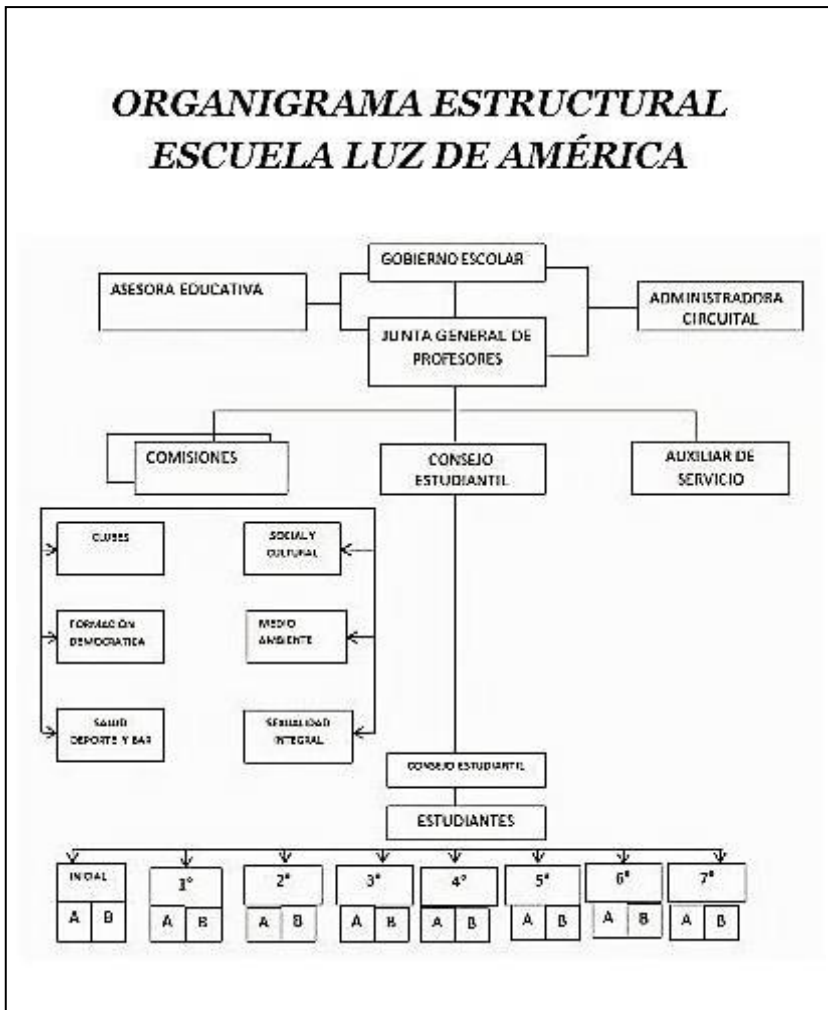 ORGANIGRAMA ESTRUCTURAL
ESCUELA LUZ DE AMÉRICA
GOBIERNO ESCOLAR
ASESORA EDUCATIVA
ADMINISTRADORA
CIRCUITAL
JUNTA GENERAL DE
PROFESORES
COMISIONES
CONSEJO
ESTUDIANTIL
AUXILIAR DE
SERVICIO
CLUBES
SOCIAL Y
CULTURAL
FORMACIÓN
DEMOCRATICA
MEDIO
AMBIENTE
SALUD
DEPORTE Y BAR
SEXUALIDAD
INTEGRAL
CONSEJO ESTUDIANTIL
ESTUDIANTES
INICIAL 1° 2° 3° 4° 5° 6° 7°
A B A B A B A B A B A B A B A B